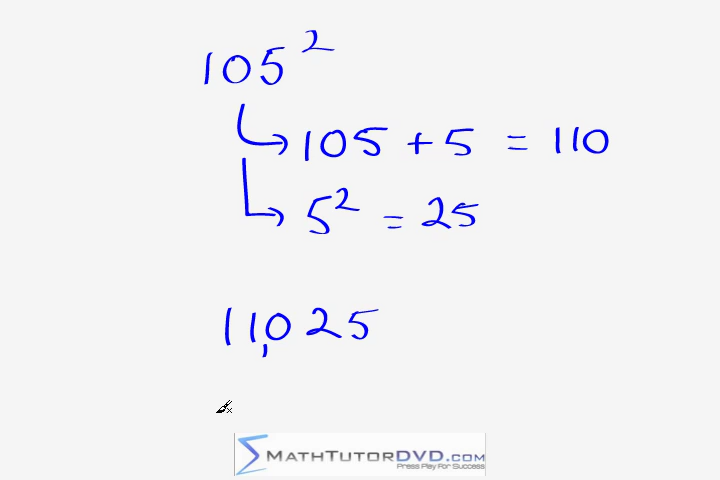 105²
105 + 5 = 110
5² = 25
11,025
MATHTUTORDVD.COM
Press Play For Success